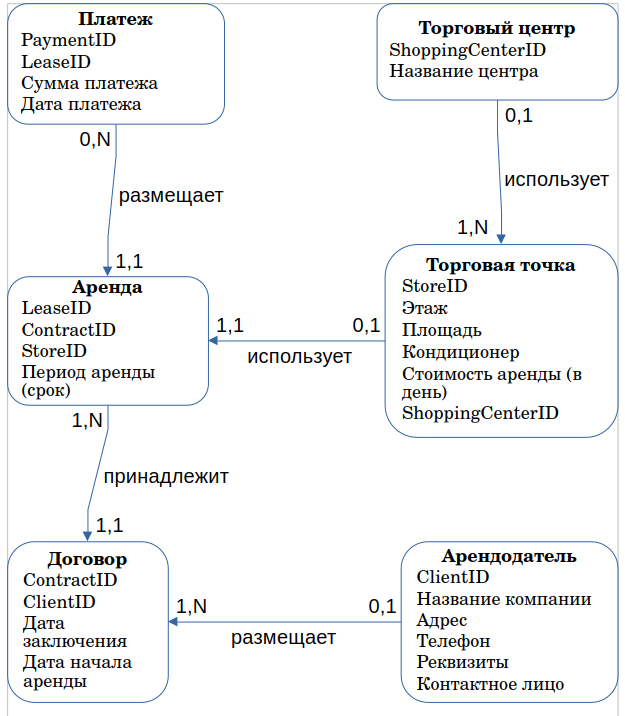 Платеж
PaymentID
LeaseID
Сумма платежа
Дата платежа
Торговый центр
ShoppingCenterID
Название центра
0,N
0,1
размещает
использует
1,1
1,N
Аренда
LeaseID
ContractID
StoreID
Период аренды
(срок)
1,1
0,1
использует
Торговая точка
StoreID
Этаж
Площадь
Кондиционер
Стоимость аренды (в
день)
ShoppingCenterID
1,N
принадлежит
1,1
Договор
ContractID
ClientID
Дата
заключения
Дата начала
аренды
1,N
0,1
размещает
Арендодатель
ClientID
Название компании
Адрес
Телефон
Реквизиты
Контактное лицо